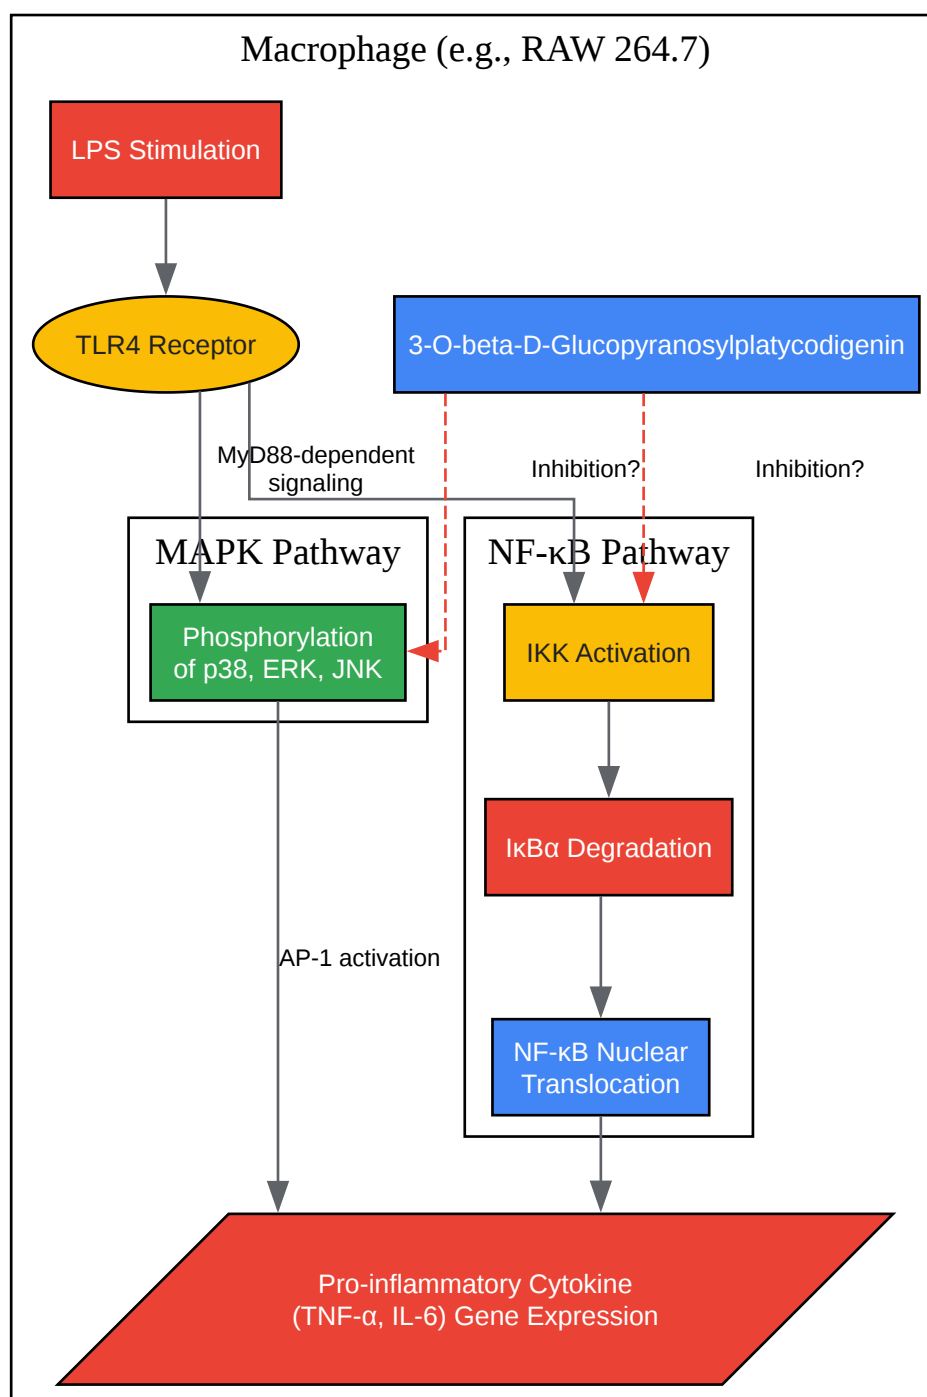 Macrophage (e.g., RAW 264.7)
LPS Stimulation
TLR4 Receptor
3-O-beta-D-Glucopyranosylplatycodigenin
MyD88-dependent
signaling
Inhibition?
Inhibition?
MAPK Pathway
NF-κB Pathway
Phosphorylation
of p38, ERK, JNK
IKK Activation
IκBα Degradation
AP-1 activation
NF-κB Nuclear
Translocation
Pro-inflammatory Cytokine
(TNF-α, IL-6) Gene Expression